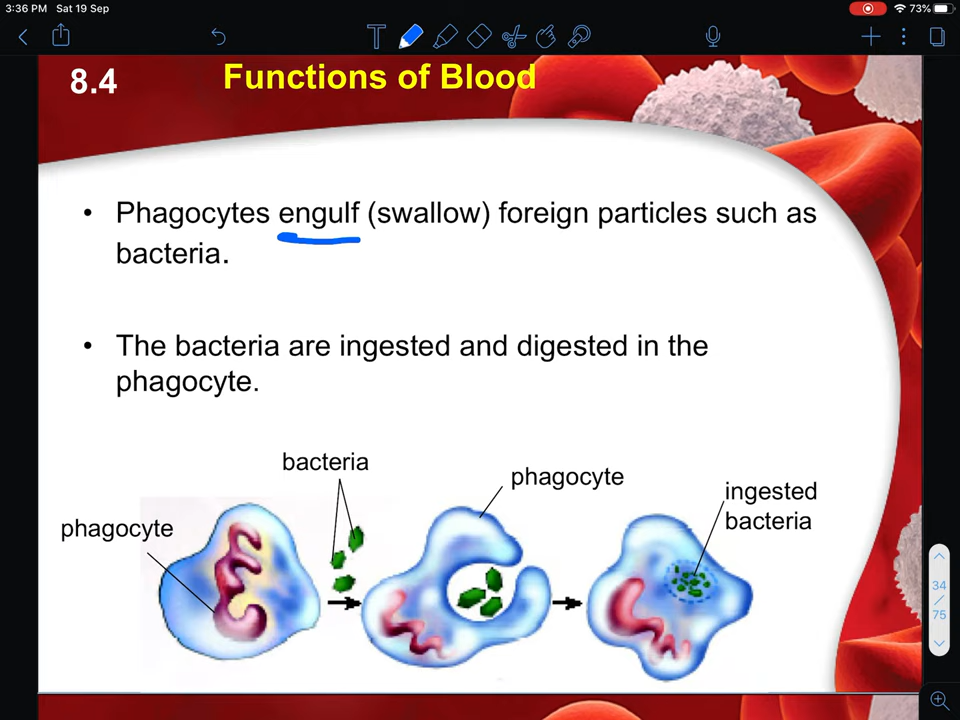 3:36 PM Sat 19 Sep
73%
8.4 Functions of Blood
• Phagocytes engulf (swallow) foreign particles such as
bacteria.
• The bacteria are ingested and digested in the
phagocyte.
bacteria
phagocyte
ingested
bacteria
phagocyte
34
/
75